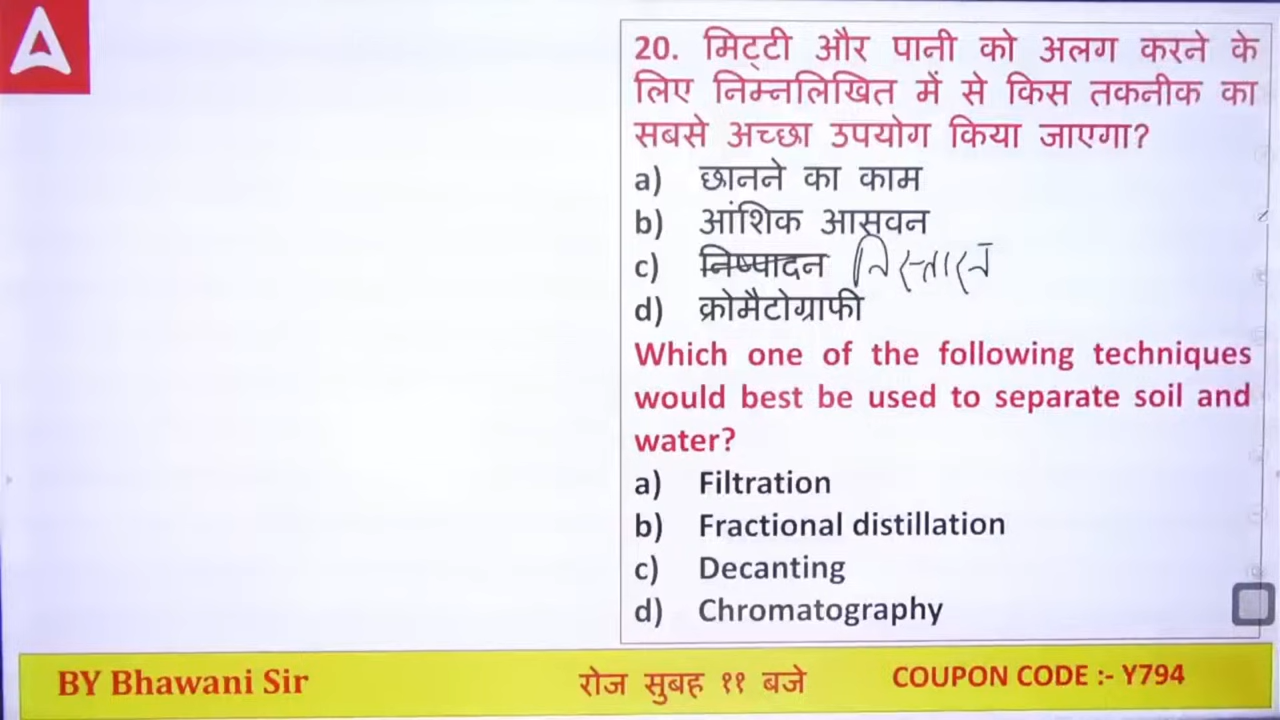 20. मिट्टी और पानी को अलग करने के
लिए निम्नलिखित में से किस तकनीक का
सबसे अच्छा उपयोग किया जाएगा?
a) छानने का काम
b) आंशिक आसवन
c) निष्पादन निस्तारन
d) क्रोमैटोग्राफी
Which one of the following techniques
would best be used to separate soil and
water?
a) Filtration
b) Fractional distillation
c) Decanting
d) Chromatography
BY Bhawani Sir
रोज सुबह ११ बजे
COUPON CODE :- Y794